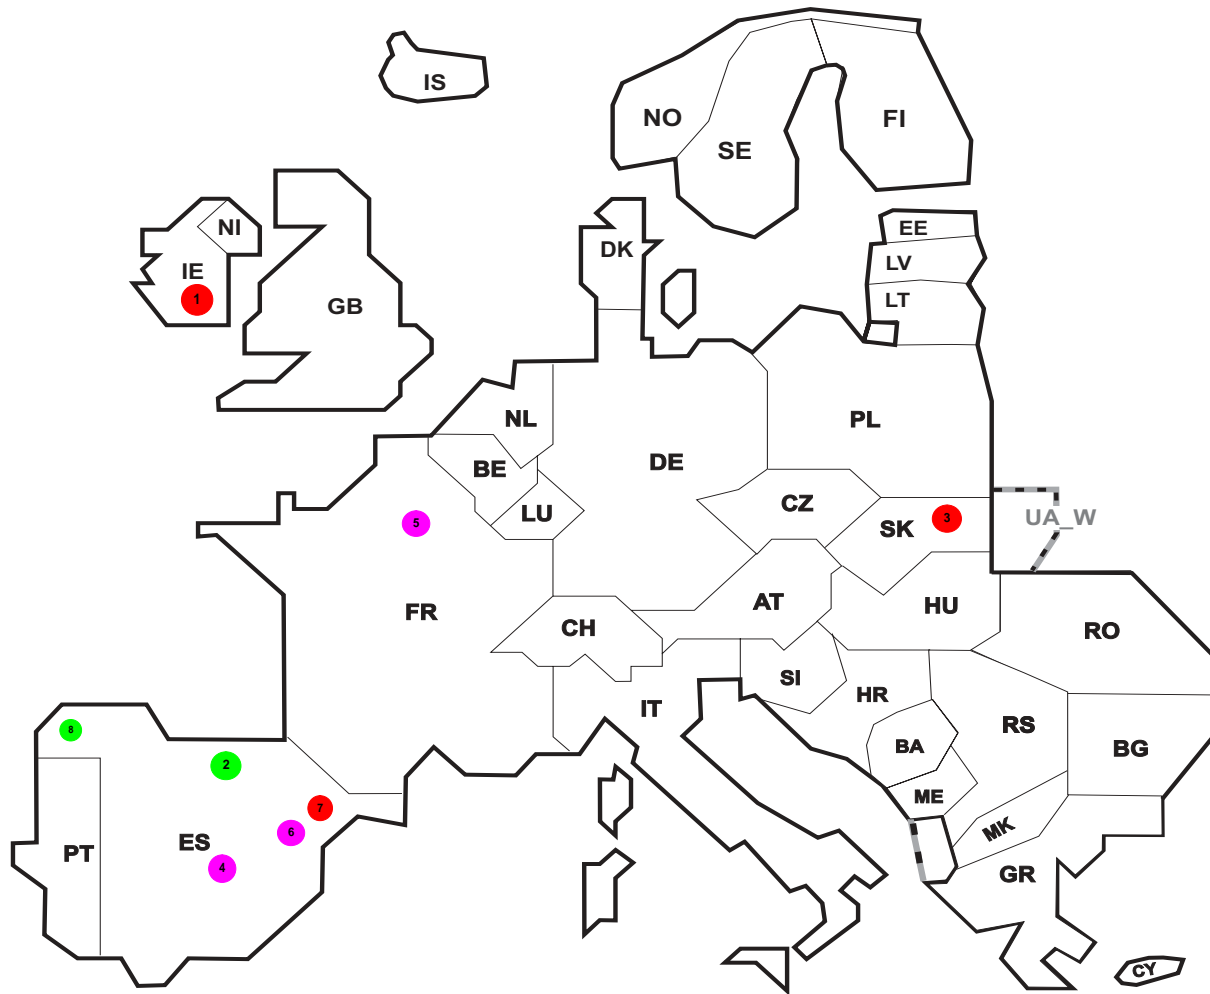 IS
NO
SE
FI
NI
IE
1
GB
DK
EE
LV
LT
NL
BE
LU
DE
PL
CZ
SK
3
UA_W
5
FR
CH
AT
HU
RO
SI
HR
IT
RS
BA
BG
ME
MK
GR
CY
8
2
7
6
ES
4
PT